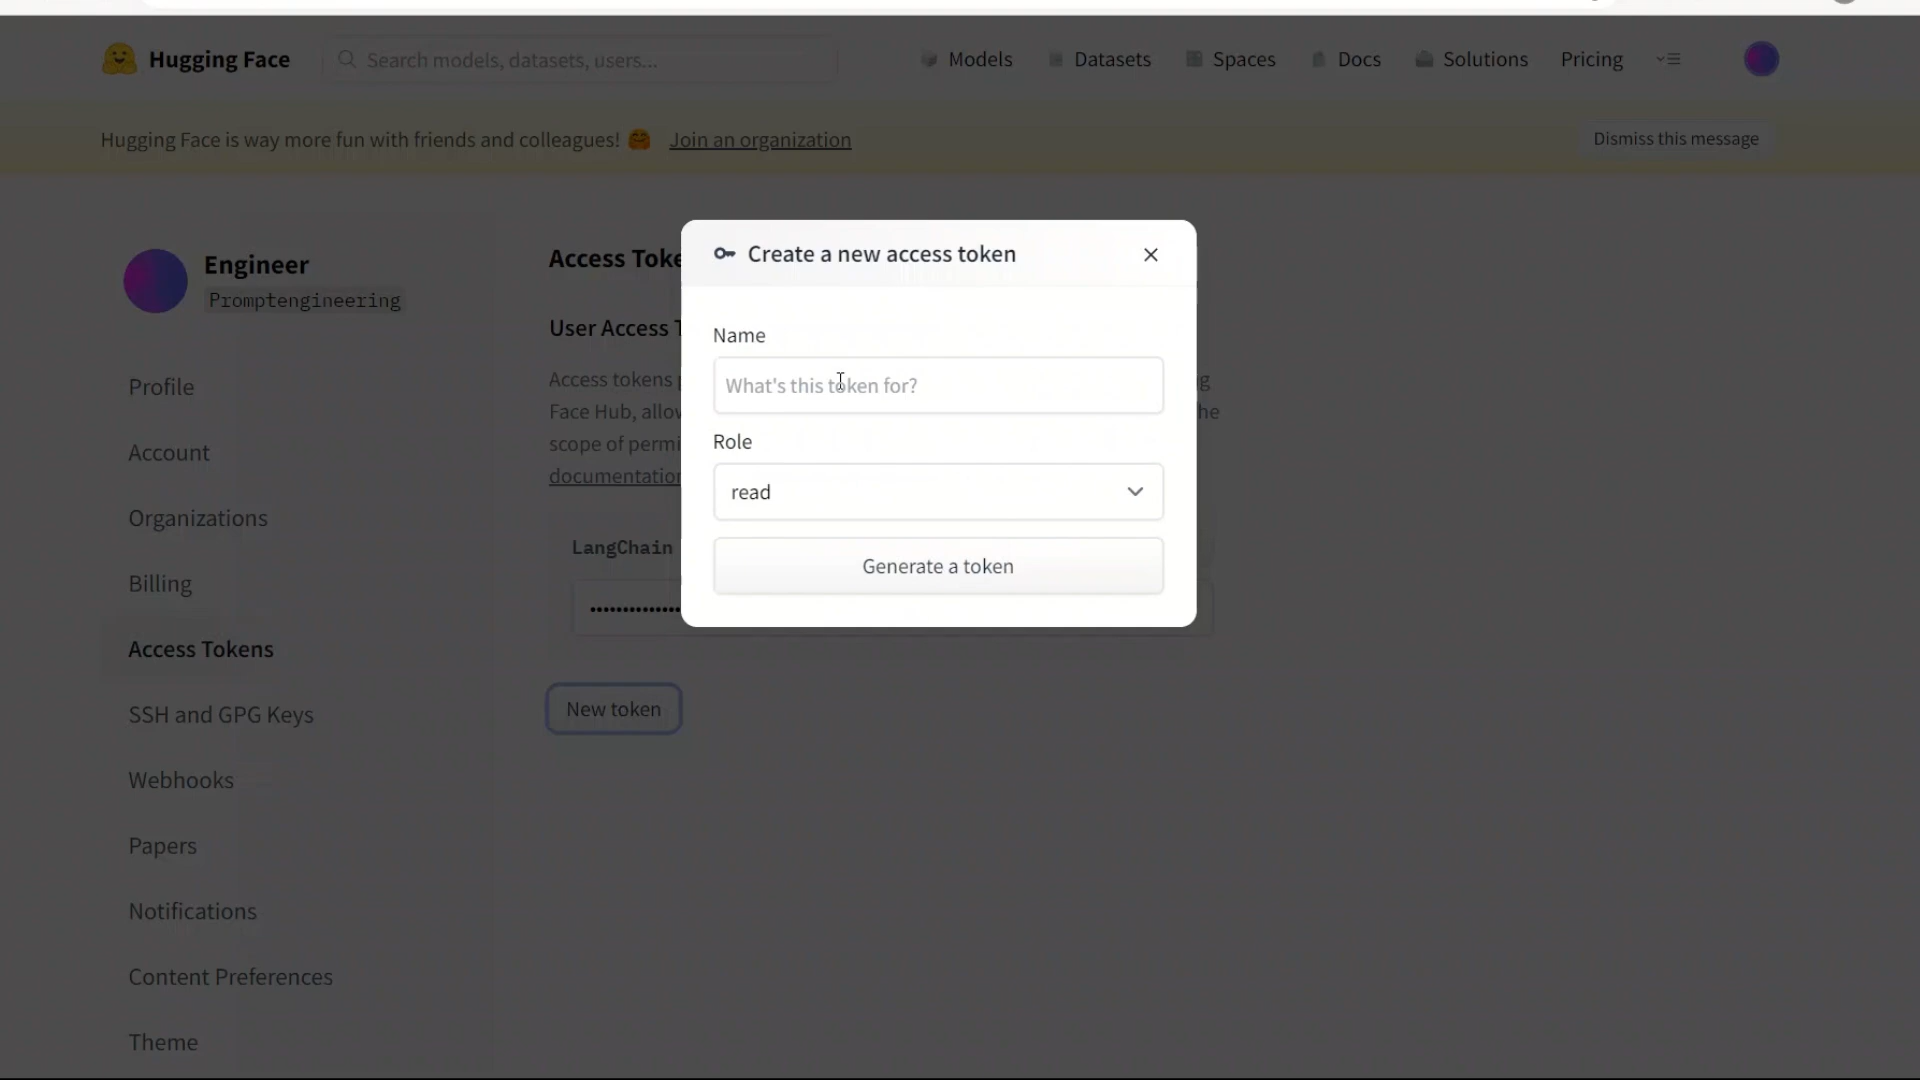 Hugging Face
Search models, datasets, users...
Models
Datasets
Spaces
Docs
Solutions
Pricing
Hugging Face is way more fun with friends and colleagues! 🤗 Join an organization
Dismiss this message
Engineer
Promptengineering
Profile
Account
Organizations
Billing
Access Tokens
SSH and GPG Keys
Webhooks
Papers
Notifications
Content Preferences
Theme
Access Toke
User Access T
Access tokens
Face Hub, allow
scope of permi
documentation
LangChain
••••••••••••••
New token
Create a new access token
Name
What's this token for?
Role
read
Generate a token